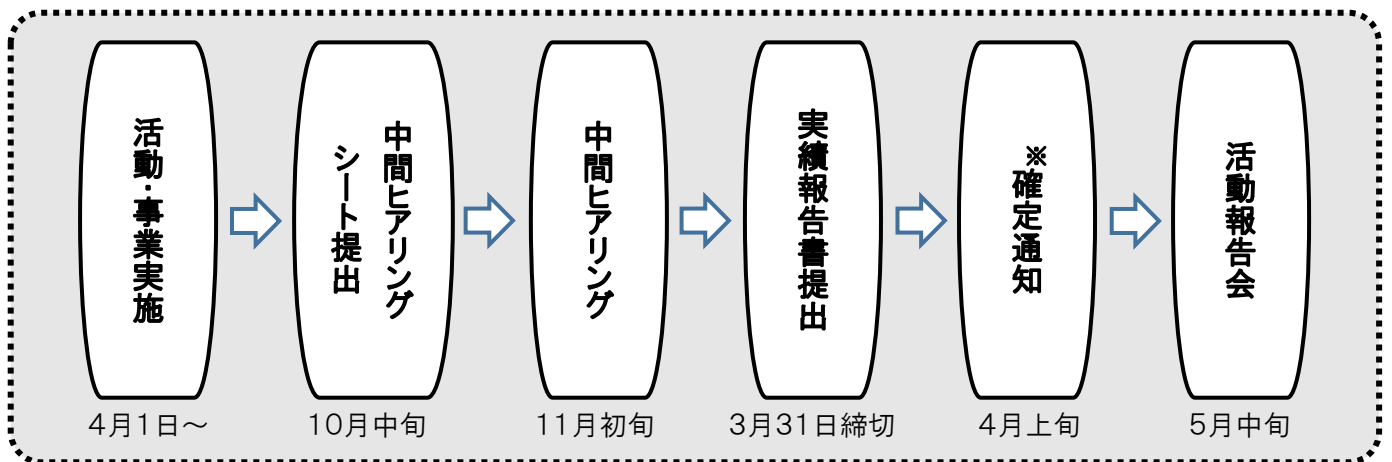 活動・事業実施
中間ヒアリング
シート提出
中間ヒアリング
実績報告書提出
※確定通知
活動報告会
4月1日～
10月中旬
11月初旬
3月31日締切
4月上旬
5月中旬